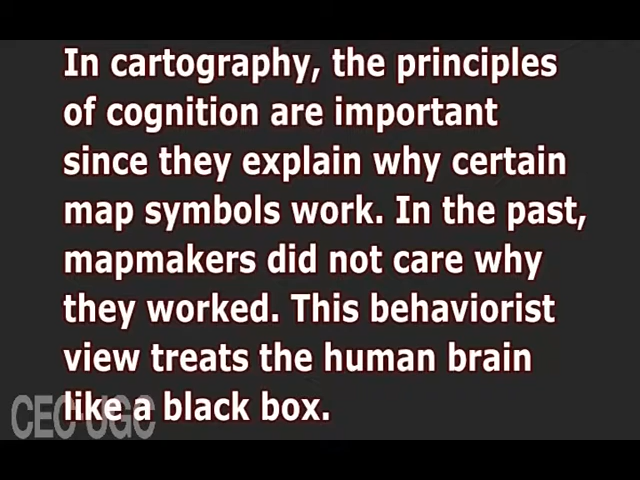 In cartography, the principles
of cognition are important
since they explain why certain
map symbols work. In the past,
mapmakers did not care why
they worked. This behaviorist
view treats the human brain
like a black box.
CEC UGC